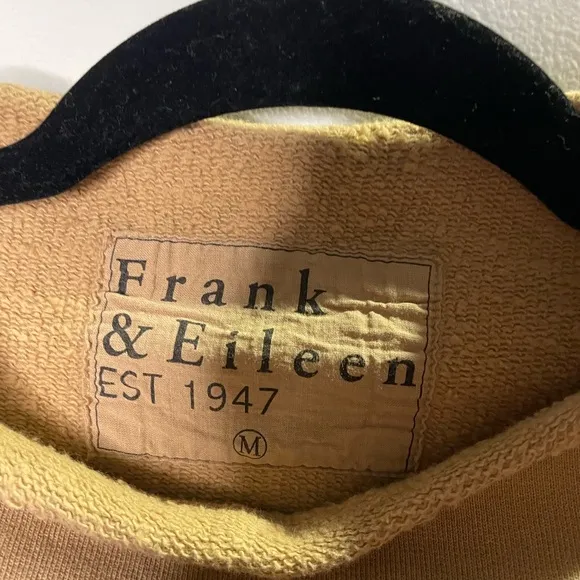 Frank
& Eileen
EST 1947
M